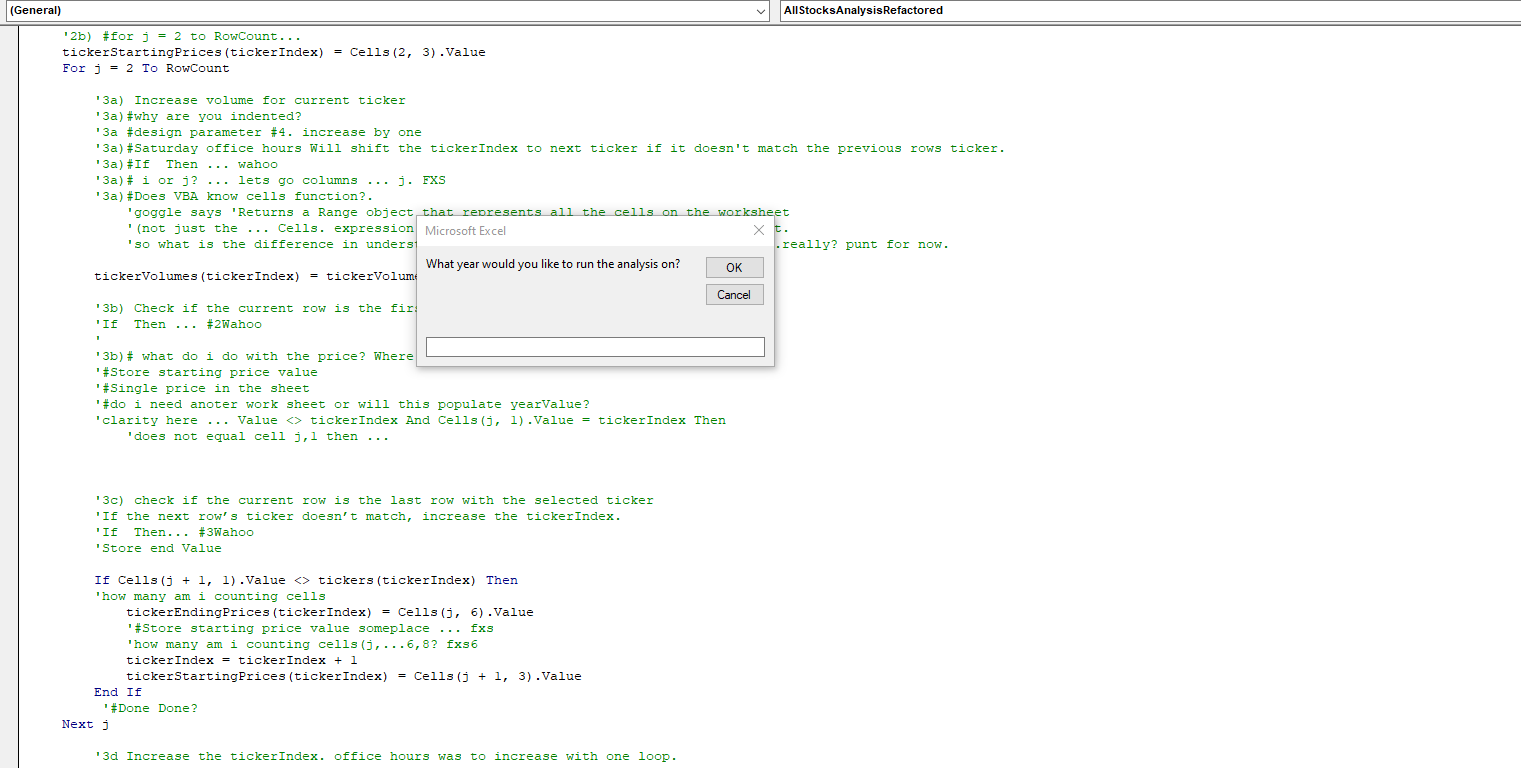 (General)
AllStocksAnalysisRefactored
'2b) #for j = 2 to RowCount...
tickerStartingPrices(tickerIndex) = Cells(2, 3).Value
For j = 2 To RowCount
'3a) Increase volume for current ticker
'3a)#why are you indented?
'3a #design parameter #4. increase by one
'3a)#Saturday office hours Will shift the tickerIndex to next ticker if it doesn't match the previous rows ticker.
'3a)#If  Then ... wahoo
'3a)# i or j? ... lets go columns ... j. FXS
'3a)#Does VBA know cells function?.
'goggle says 'Returns a Range object that represents all the cells on the worksheet
'(not just the ... Cells. expression t.
'so what is the difference in .really? punt for now.
tickerVolumes(tickerIndex) =
'3b) Check if the current row is the
'If  Then ... #2Wahoo
'
'3b)# what do i do with the price? Where
'#Store starting price value
'#Single price in the sheet
'#do i need anoter work sheet or will this populate yearValue?
'clarity here ... Value <> tickerIndex And Cells(j, 1).Value = tickerIndex Then
'does not equal cell j,1 then ...
'3c) check if the current row is the last row with the selected ticker
'If the next row’s ticker doesn’t match, increase the tickerIndex.
'If  Then... #3Wahoo
'Store end Value
If Cells(j + 1, 1).Value <> tickers(tickerIndex) Then
'how many am i counting cells
tickerEndingPrices(tickerIndex) = Cells(j, 6).Value
'#Store starting price value someplace ... fxs
'how many am i counting cells(j,...6,8? fxs6
tickerIndex = tickerIndex + 1
tickerStartingPrices(tickerIndex) = Cells(j + 1, 3).Value
End If
'#Done Done?
Next j
'3d Increase the tickerIndex. office hours was to increase with one loop.
Microsoft Excel
What year would you like to run the analysis on?
OK
Cancel